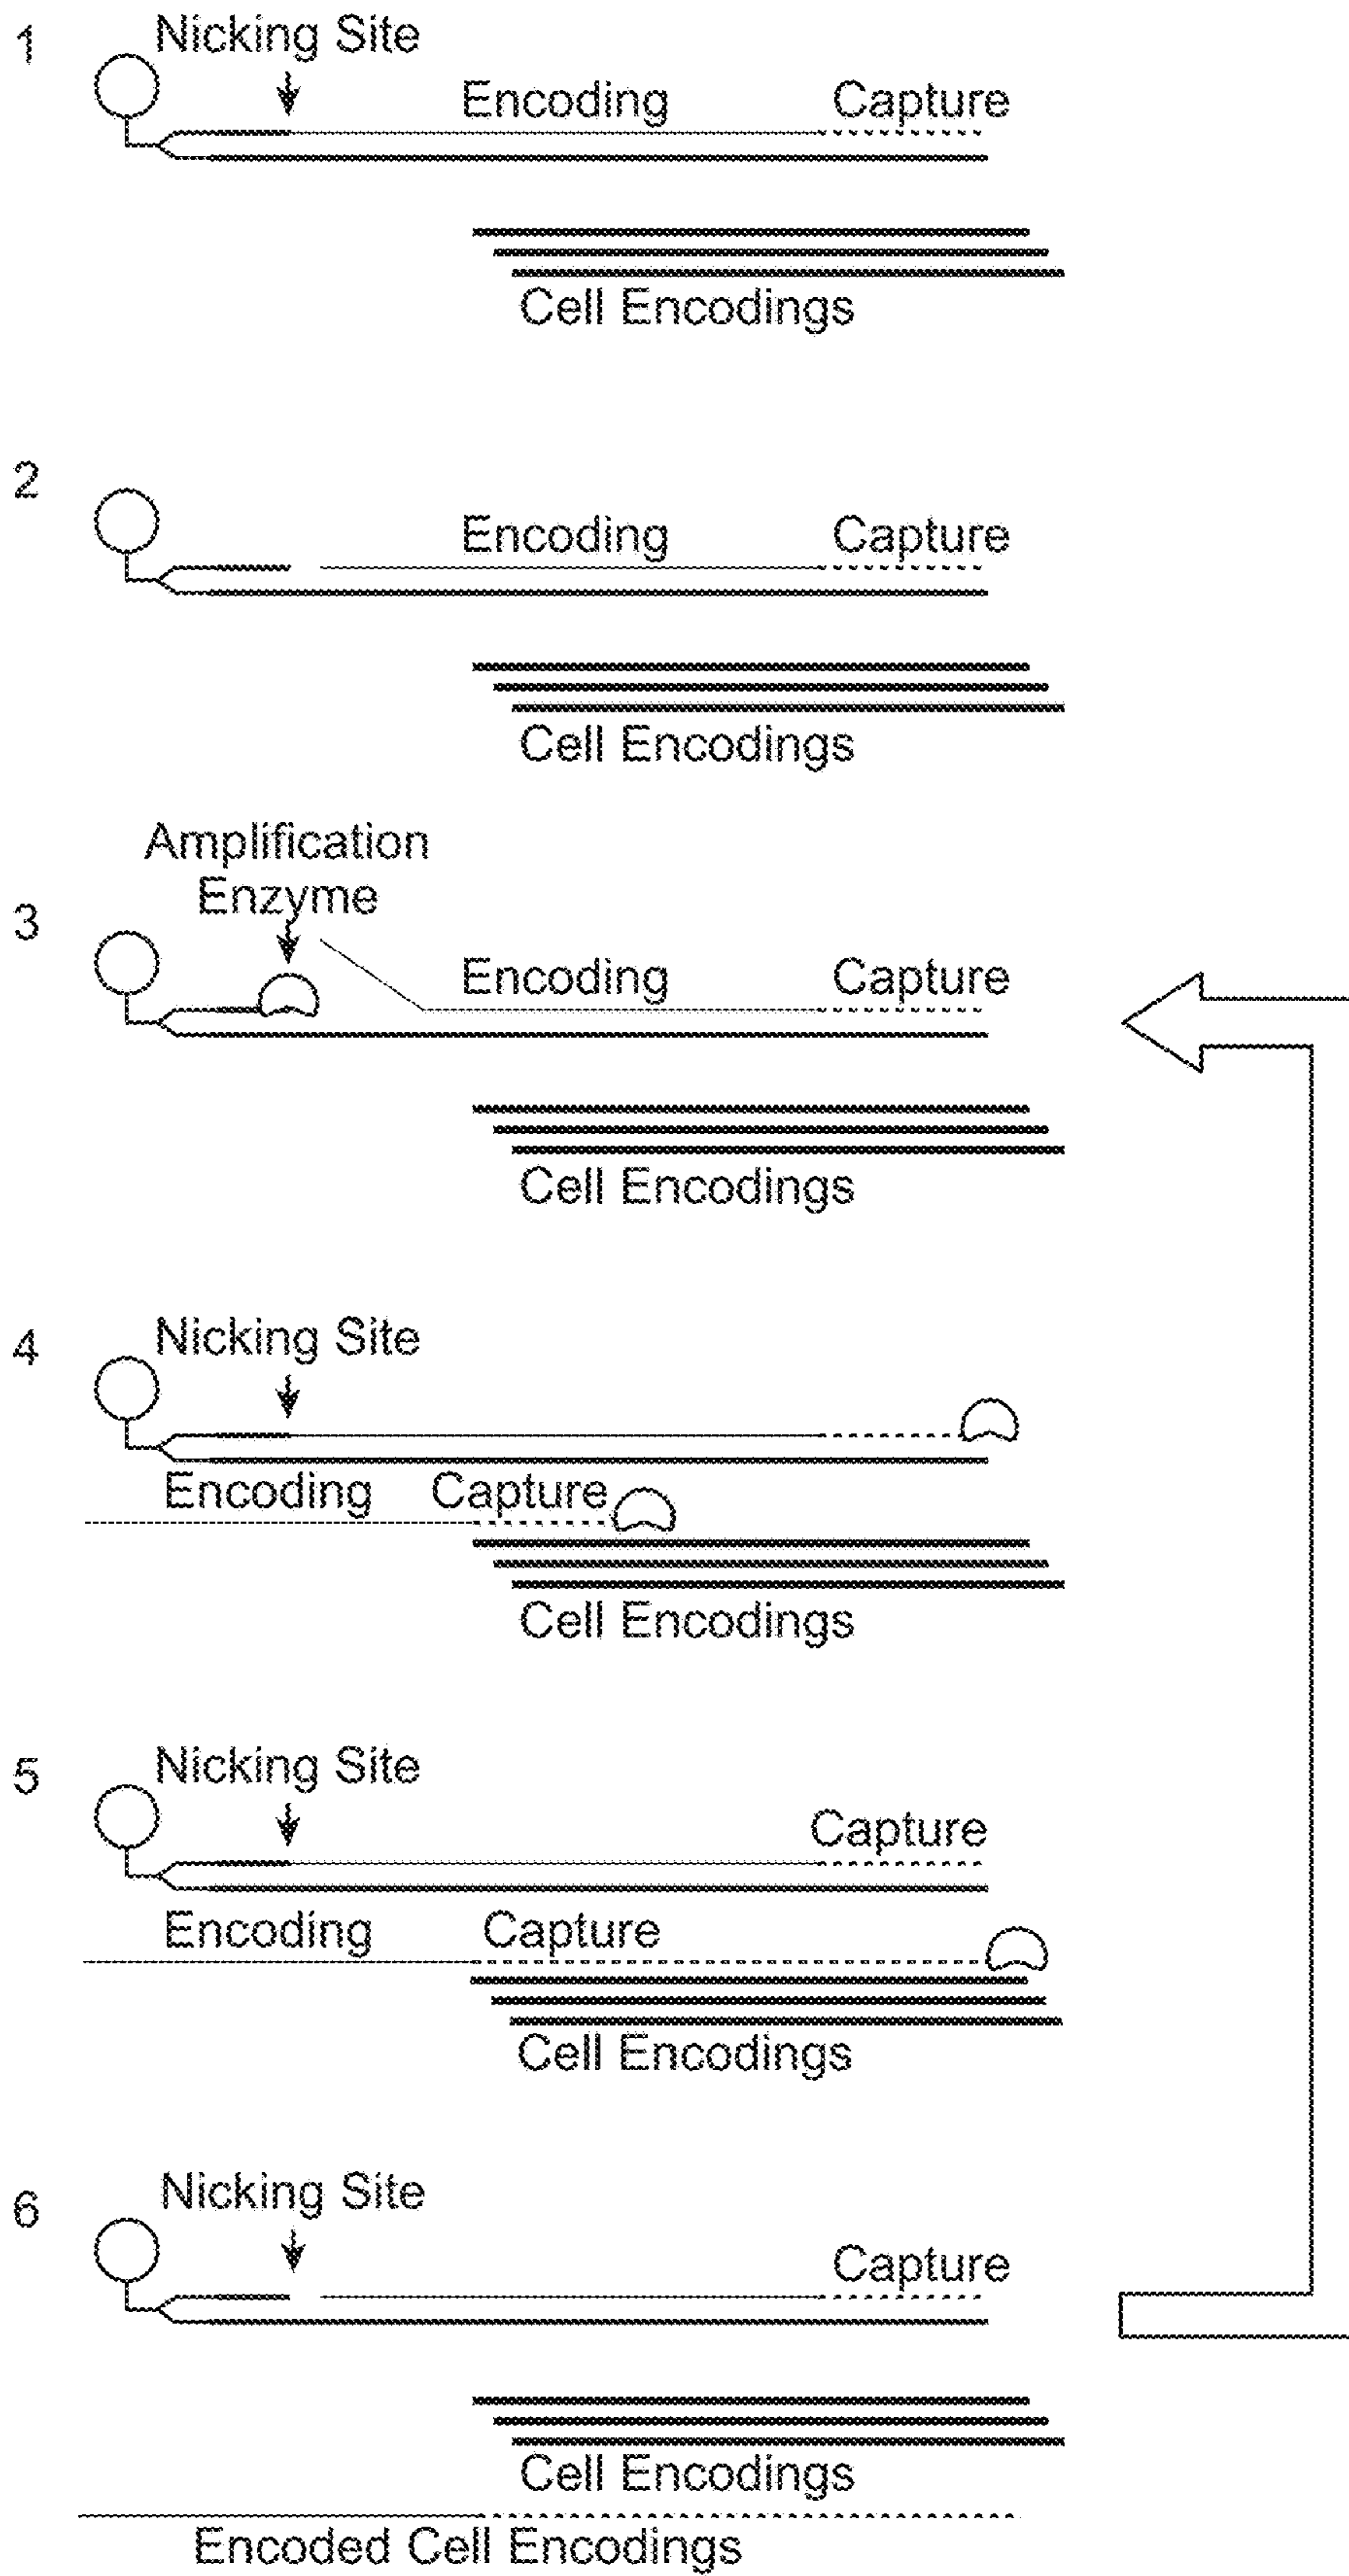 1
Nicking Site
Encoding Capture
Cell Encodings
2
Encoding Capture
Cell Encodings
Amplification
Enzyme
3
Encoding Capture
Cell Encodings
4
Nicking Site
Encoding Capture
Cell Encodings
5
Nicking Site
Capture
Encoding Capture
Cell Encodings
6
Nicking Site
Capture
Cell Encodings
Encoded Cell Encodings